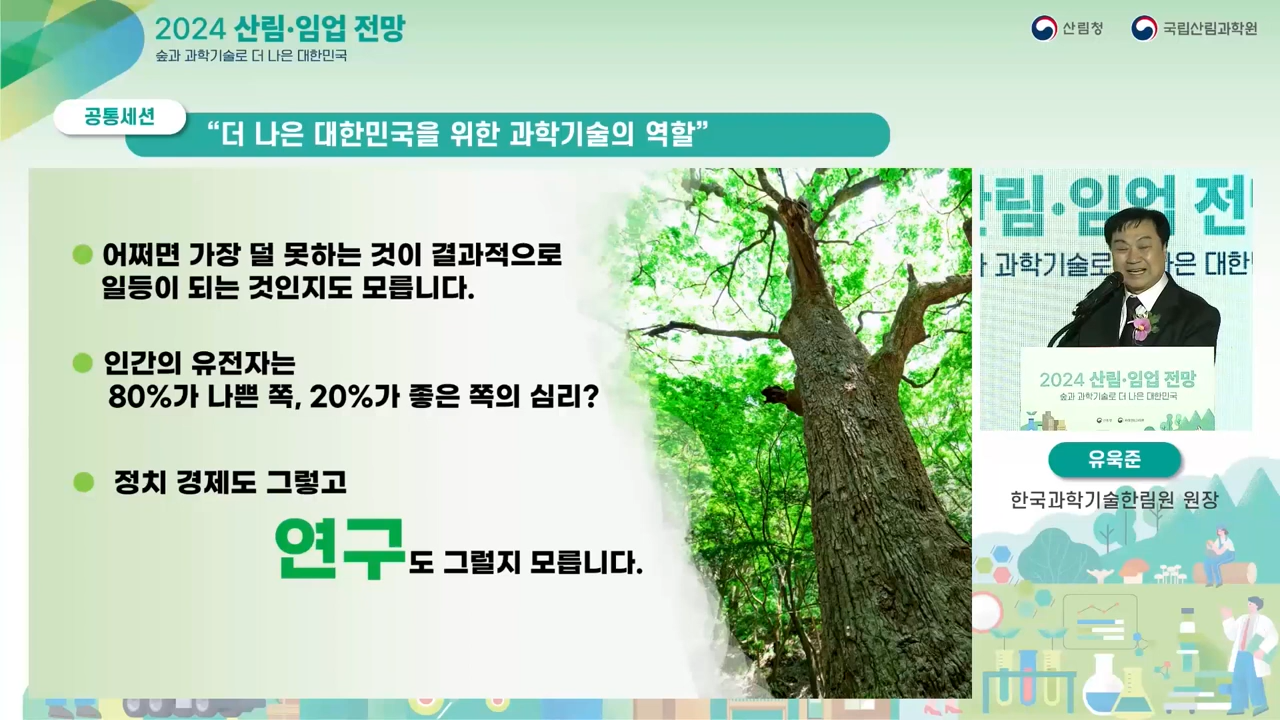 2024 산림·임업 전망
숲과 과학기술로 더 나은 대한민국
산림청
국립산림과학원
공통세션
“더 나은 대한민국을 위한 과학기술의 역할”
어쩌면 가장 덜 못하는 것이 결과적으로
일등이 되는 것인지도 모릅니다.
인간의 유전자는
80%가 나쁜 쪽, 20%가 좋은 쪽의 심리?
정치 경제도 그렇고
연구도 그럴지 모릅니다.
산림·임업 전망
과학기술로 나은 대한
2024 산림·임업 전망
숲과 과학기술로 더 나은 대한민국
유욱준
한국과학기술한림원 원장